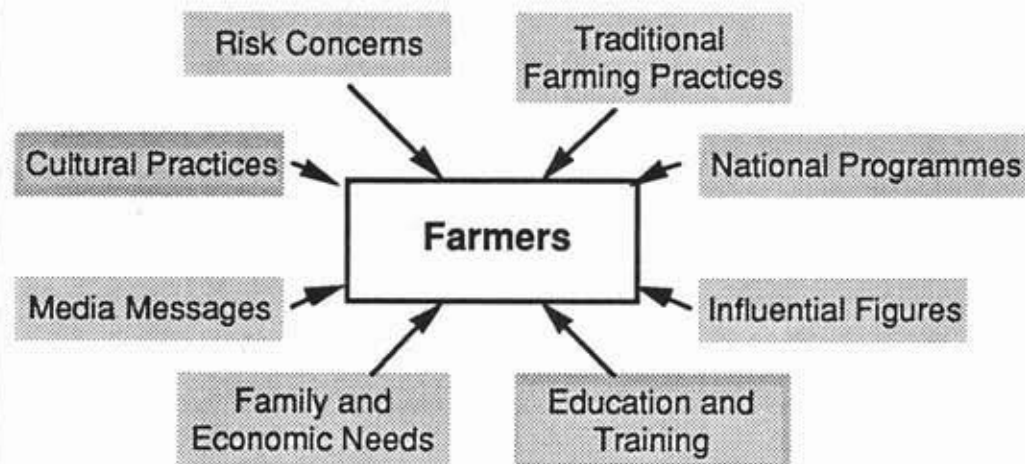 Risk Concerns
Traditional
Farming Practices
Cultural Practices
National Programmes
Farmers
Media Messages
Influential Figures
Family and
Economic Needs
Education and
Training